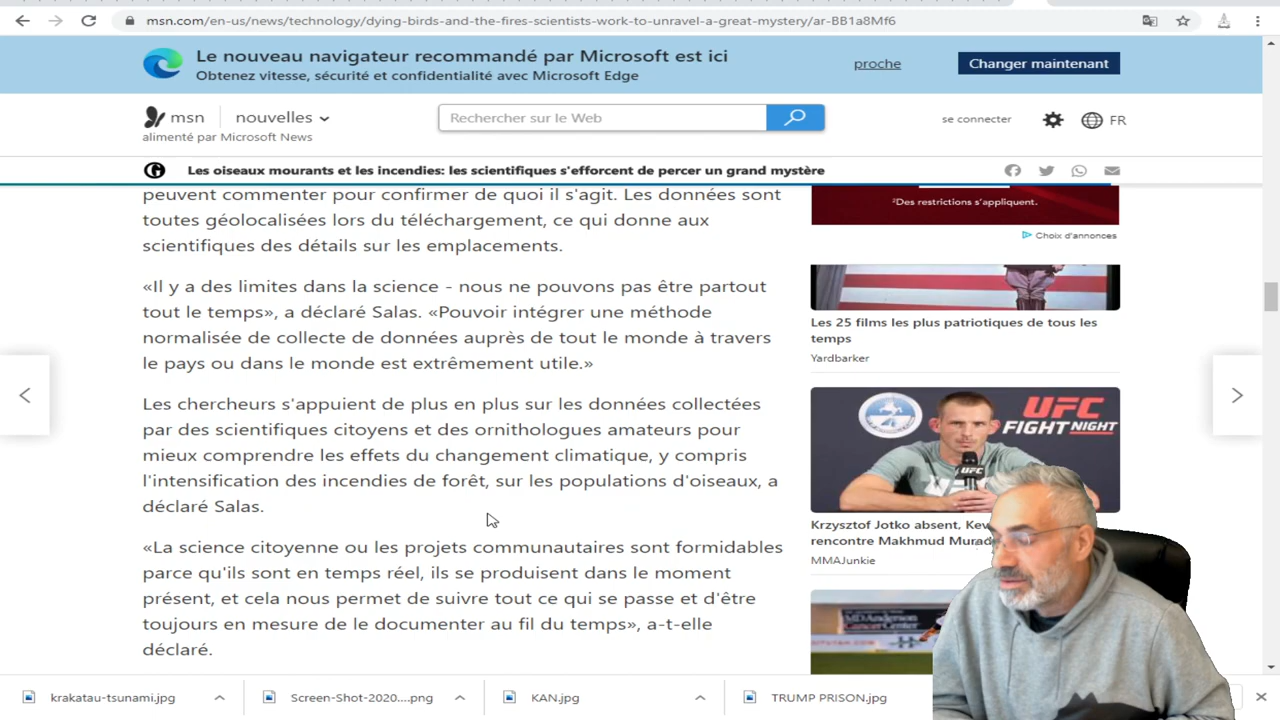 msn.com/en-us/news/technology/dying-birds-and-the-fires-scientists-work-to-unravel-a-great-mystery/ar-BB1a8Mf6
Le nouveau navigateur recommandé par Microsoft est ici
Obtenez vitesse, sécurité et confidentialité avec Microsoft Edge
proche
Changer maintenant
msn
nouvelles
alimenté par Microsoft News
Rechercher sur le Web
se connecter
FR
Les oiseaux mourants et les incendies: les scientifiques s'efforcent de percer un grand mystère
peuvent commenter pour confirmer de quoi il s'agit. Les données sont
toutes géolocalisées lors du téléchargement, ce qui donne aux
scientifiques des détails sur les emplacements.
«Il y a des limites dans la science - nous ne pouvons pas être partout
tout le temps», a déclaré Salas. «Pouvoir intégrer une méthode
normalisée de collecte de données auprès de tout le monde à travers
le pays ou dans le monde est extrêmement utile.»
Les chercheurs s'appuient de plus en plus sur les données collectées
par des scientifiques citoyens et des ornithologues amateurs pour
mieux comprendre les effets du changement climatique, y compris
l'intensification des incendies de forêt, sur les populations d'oiseaux, a
déclaré Salas.
«La science citoyenne ou les projets communautaires sont formidables
parce qu'ils sont en temps réel, ils se produisent dans le moment
présent, et cela nous permet de suivre tout ce qui se passe et d'être
toujours en mesure de le documenter au fil du temps», a-t-elle
déclaré.
²Des restrictions s'appliquent.
Choix d'annonces
Les 25 films les plus patriotiques de tous les
temps
Yardbarker
UFC
FIGHT NIGHT
UFC
Krzysztof Jotko absent,
rencontre Makhmud
MMAJunkie
MD Anderson
Cancer Center
krakatau-tsunami.jpg
Screen-Shot-2020....png
KAN.jpg
TRUMP PRISON.jpg